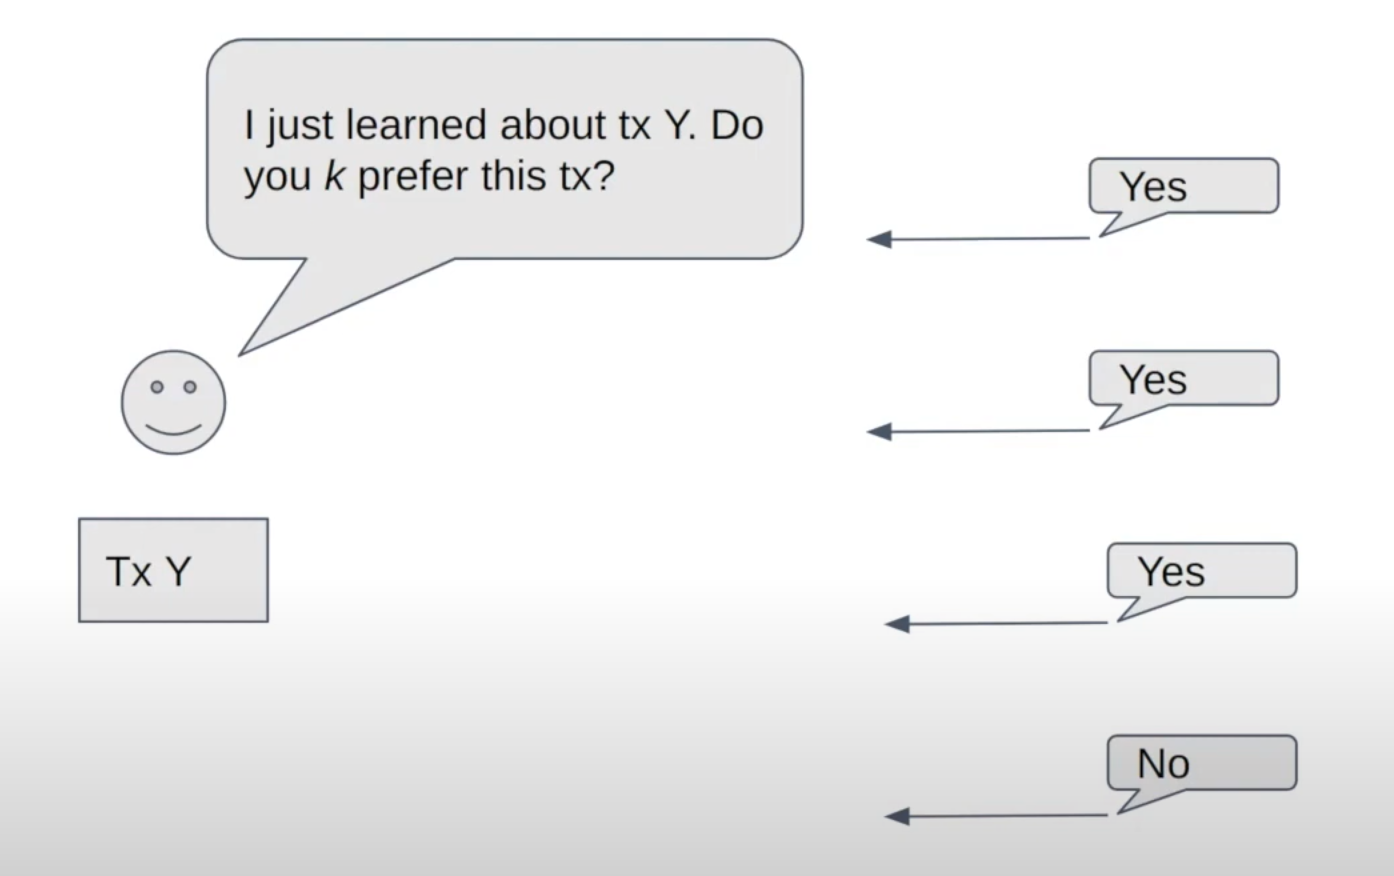 I just learned about tx Y. Do
you k prefer this tx?
Yes
Yes
Tx Y
Yes
No